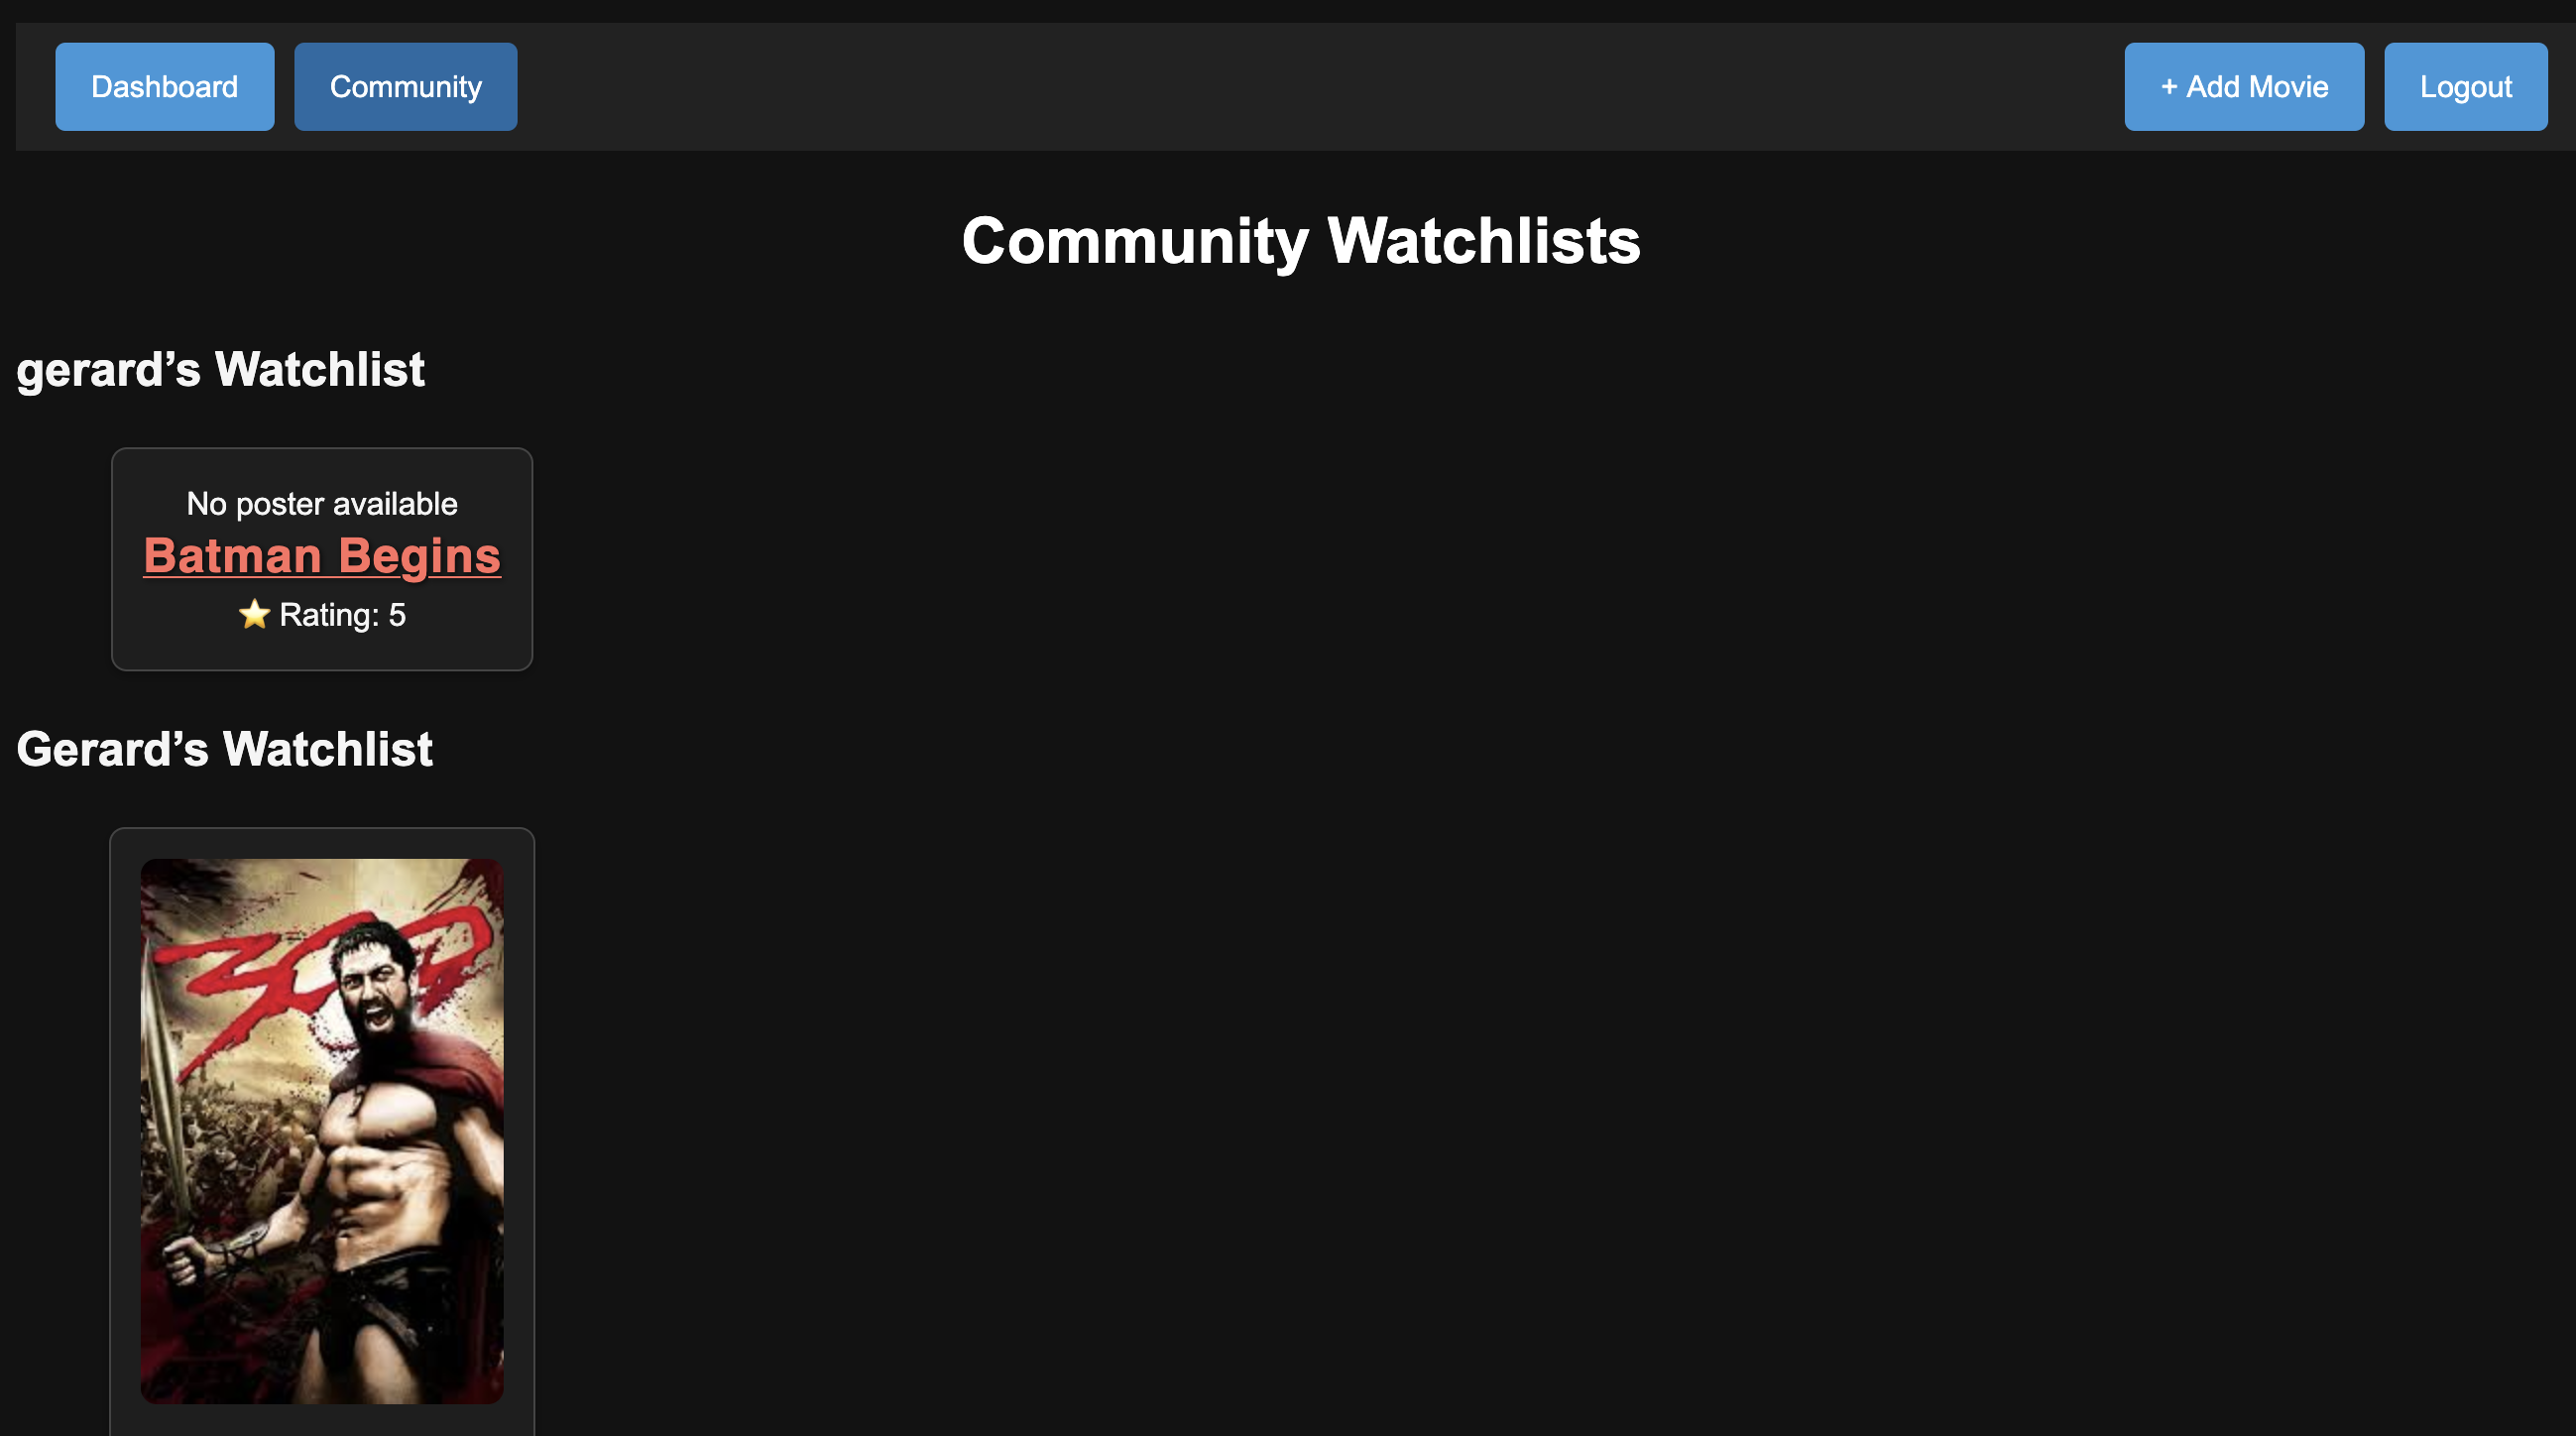 Dashboard Community + Add Movie Logout
Community Watchlists
gerard’s Watchlist
No poster available
Batman Begins
⭐ Rating: 5
Gerard’s Watchlist
300